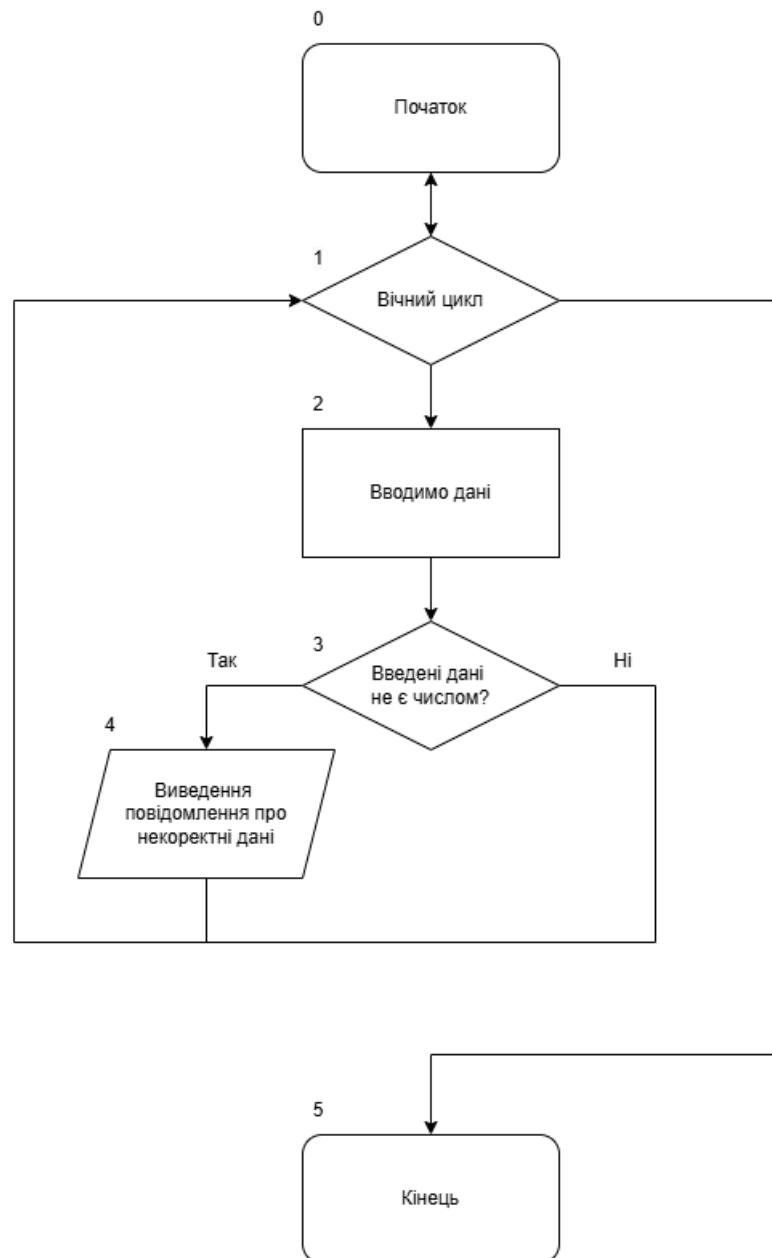 0
Початок
1
Вічний цикл
2
Вводимо дані
3
Так
Введені дані
не є числом?
Ні
4
Виведення
повідомлення про
некоректні дані
5
Кінець